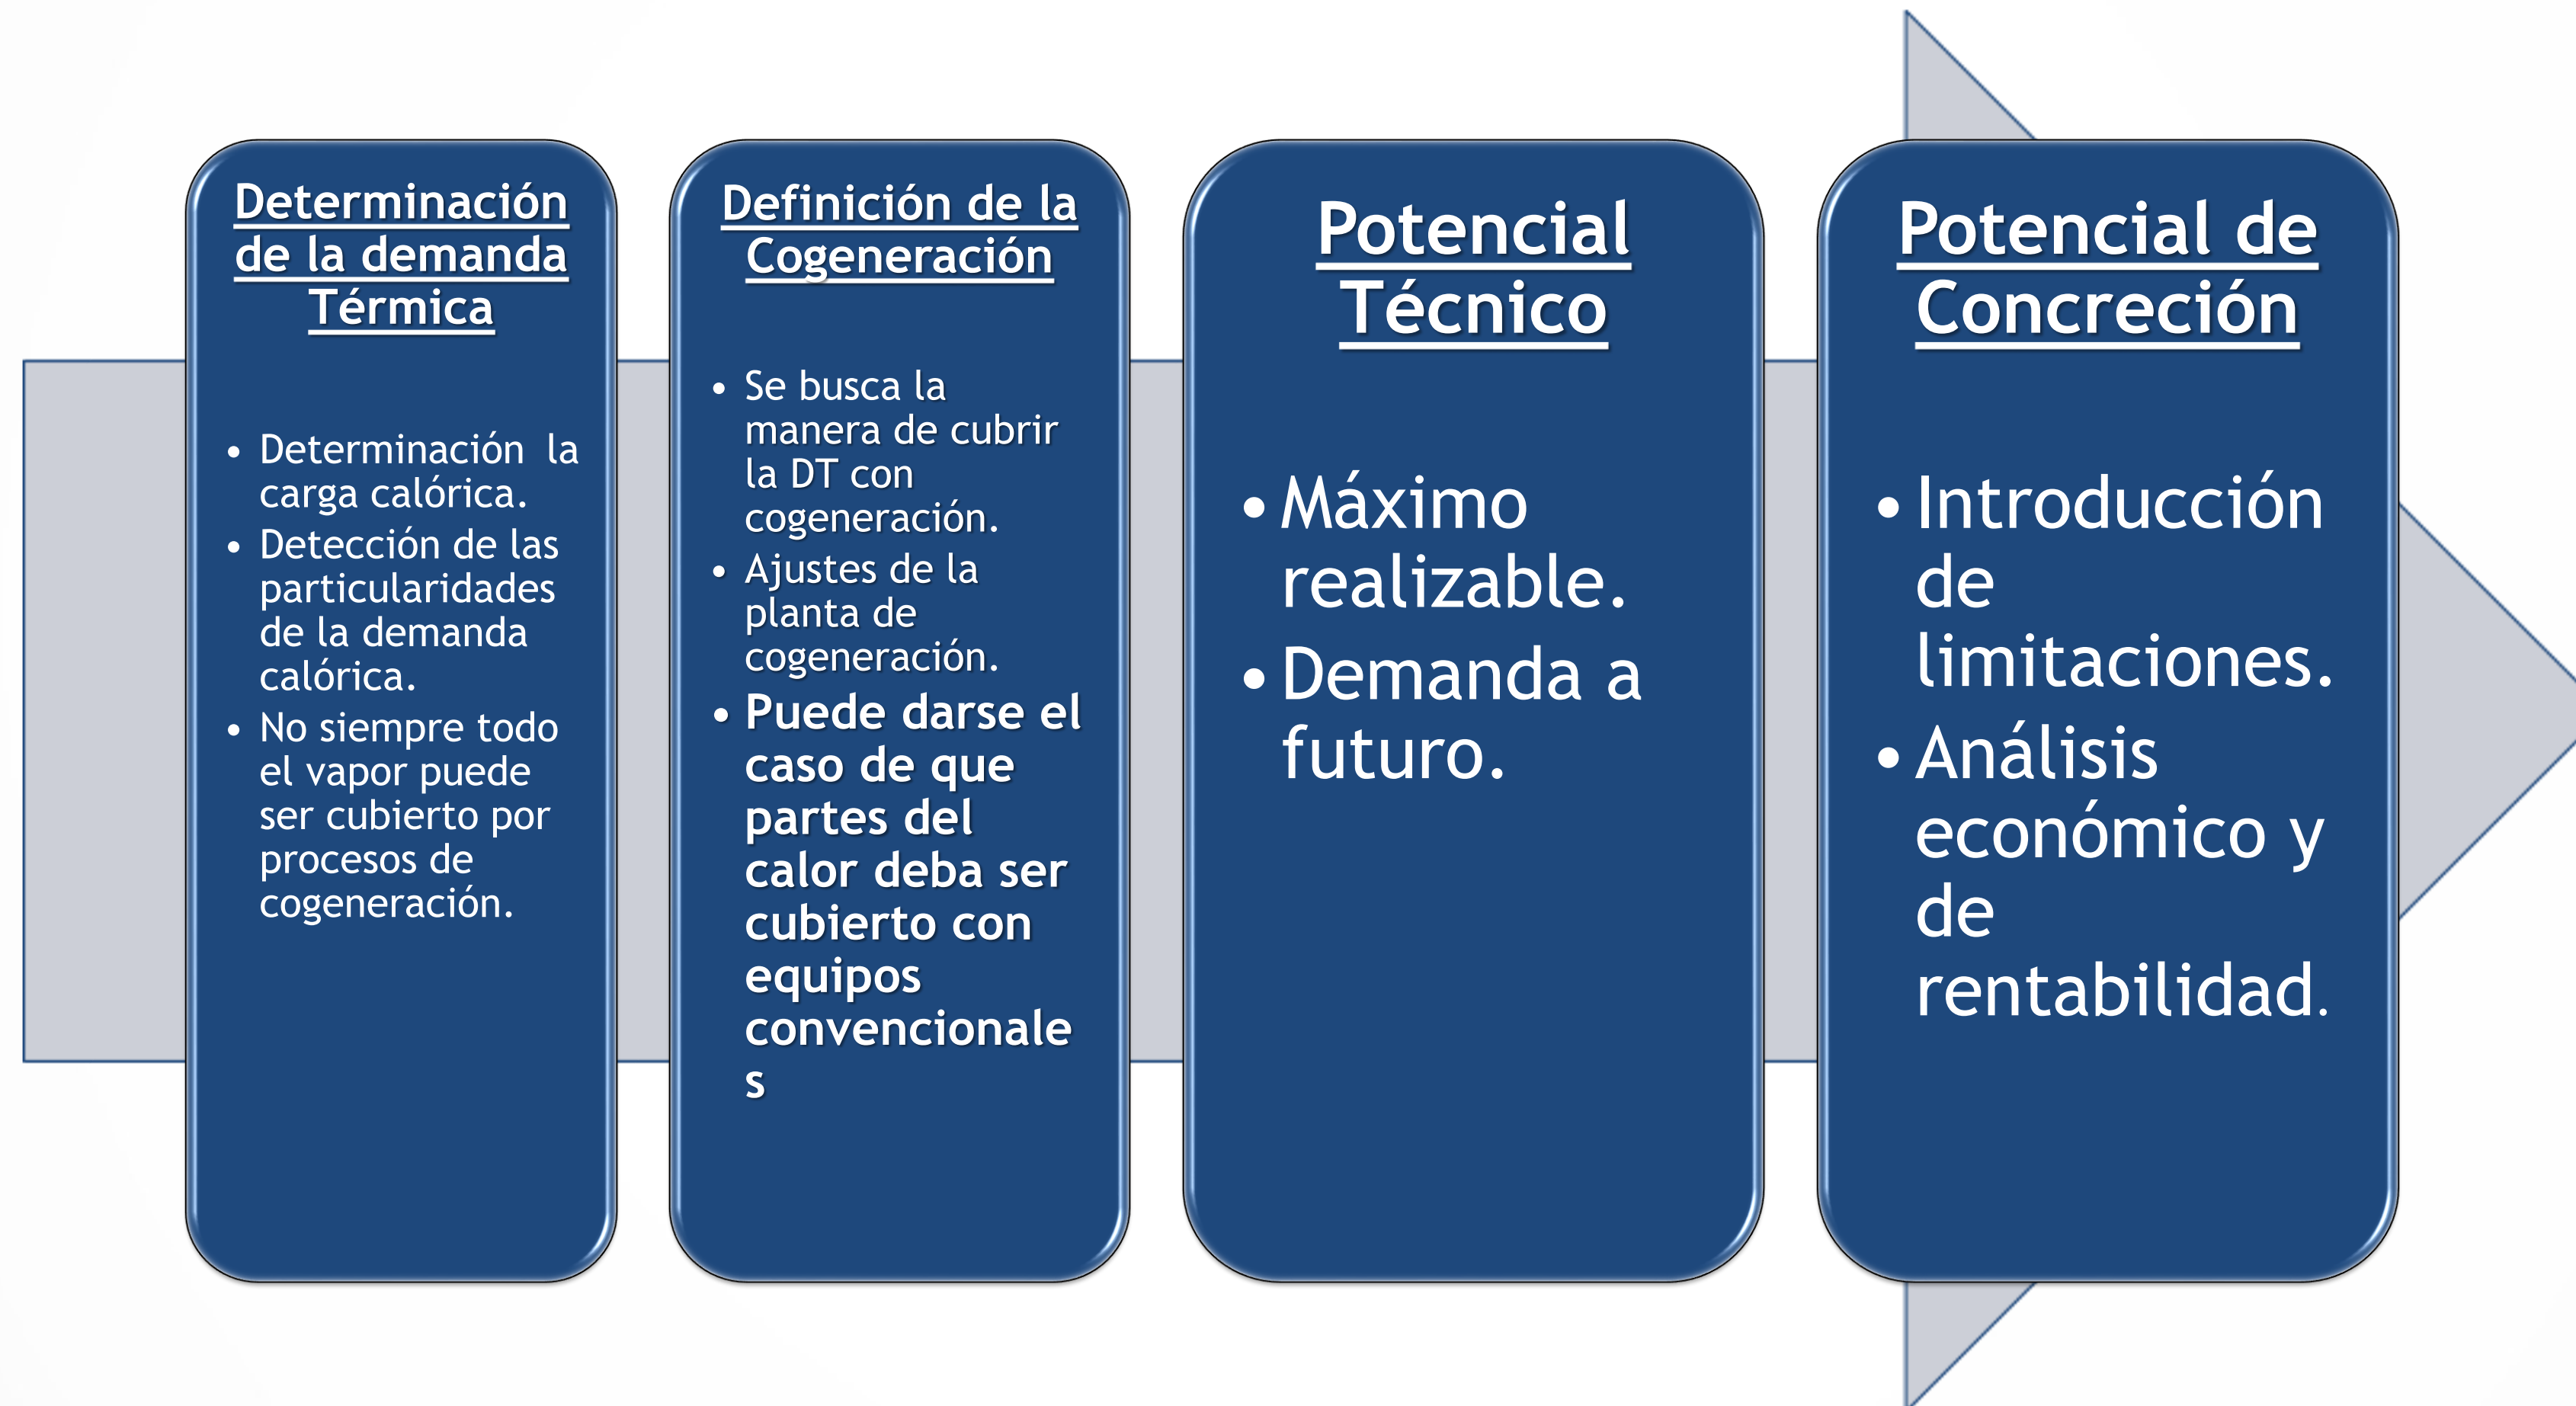 Determinación
de la demanda
Térmica
• Determinación  la
carga calórica.
• Detección de las
particularidades
de la demanda
calórica.
• No siempre todo
el vapor puede
ser cubierto por
procesos de
cogeneración.
Definición de la
Cogeneración
• Se busca la
manera de cubrir
la DT con
cogeneración.
• Ajustes de la
planta de
cogeneración.
• Puede darse el
caso de que
partes del
calor deba ser
cubierto con
equipos
convencionale
s
Potencial
Técnico
• Máximo
realizable.
• Demanda a
futuro.
Potencial de
Concreción
• Introducción
de
limitaciones.
• Análisis
económico y
de
rentabilidad.